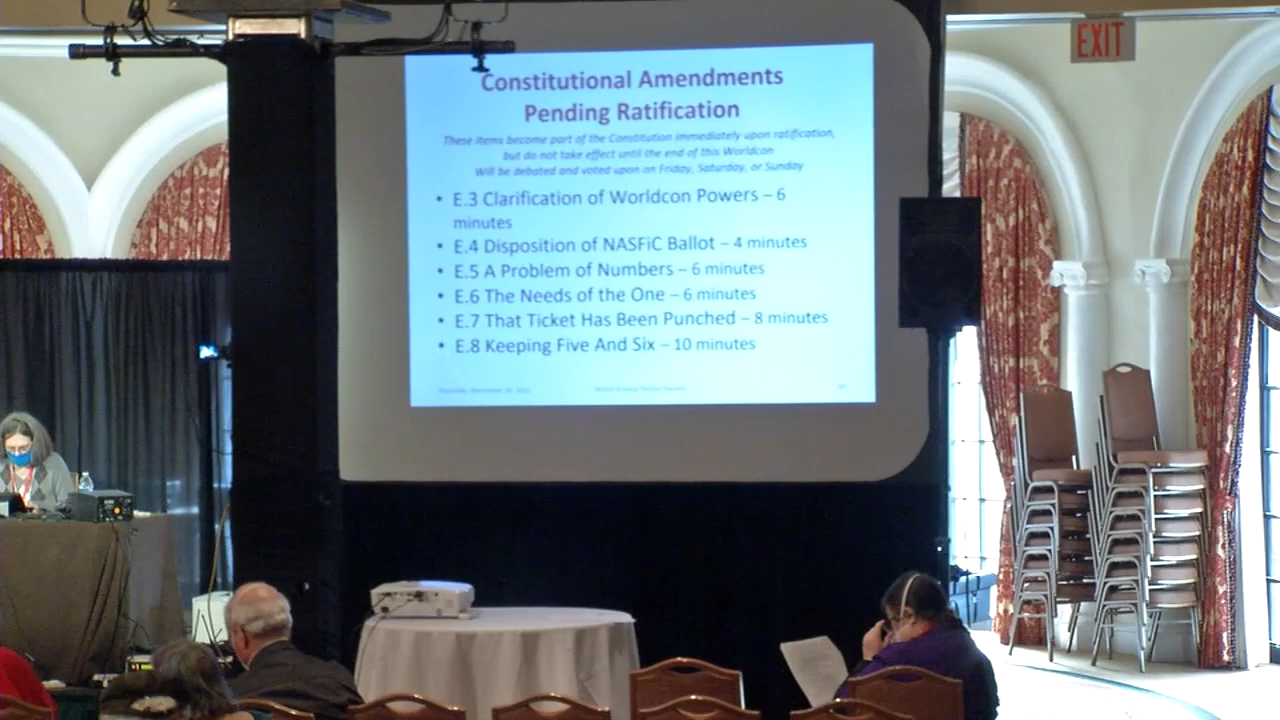 EXIT
Constitutional Amendments
Pending Ratification
These items become part of the Constitution immediately upon ratification,
but do not take effect until the end of this Worldcon
Will be debated and voted upon on Friday, Saturday, or Sunday
• E.3 Clarification of Worldcon Powers – 6
minutes
• E.4 Disposition of NASFiC Ballot – 4 minutes
• E.5 A Problem of Numbers – 6 minutes
• E.6 The Needs of the One – 6 minutes
• E.7 That Ticket Has Been Punched – 8 minutes
• E.8 Keeping Five And Six – 10 minutes
World Science Fiction Society